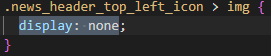 .news_header_top_left_icon > img {
display: none;
}